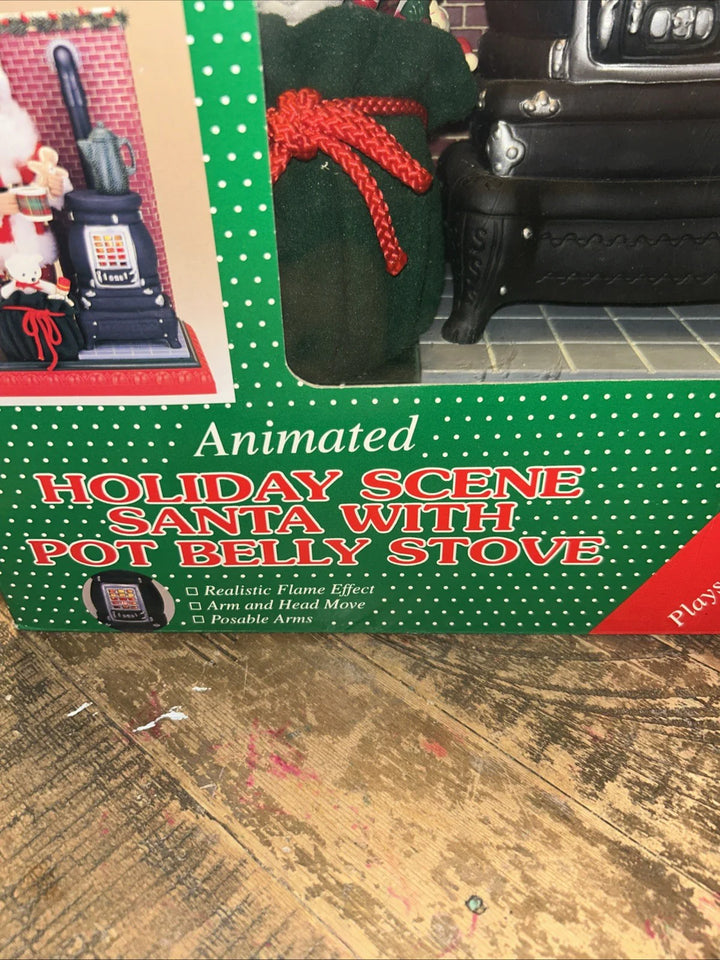 Animated
HOLIDAY SCENE
SANTA WITH
POT BELLY STOVE
□ Realistic Flame Effect
□ Arm and Head Move
□ Posable Arms
Plays